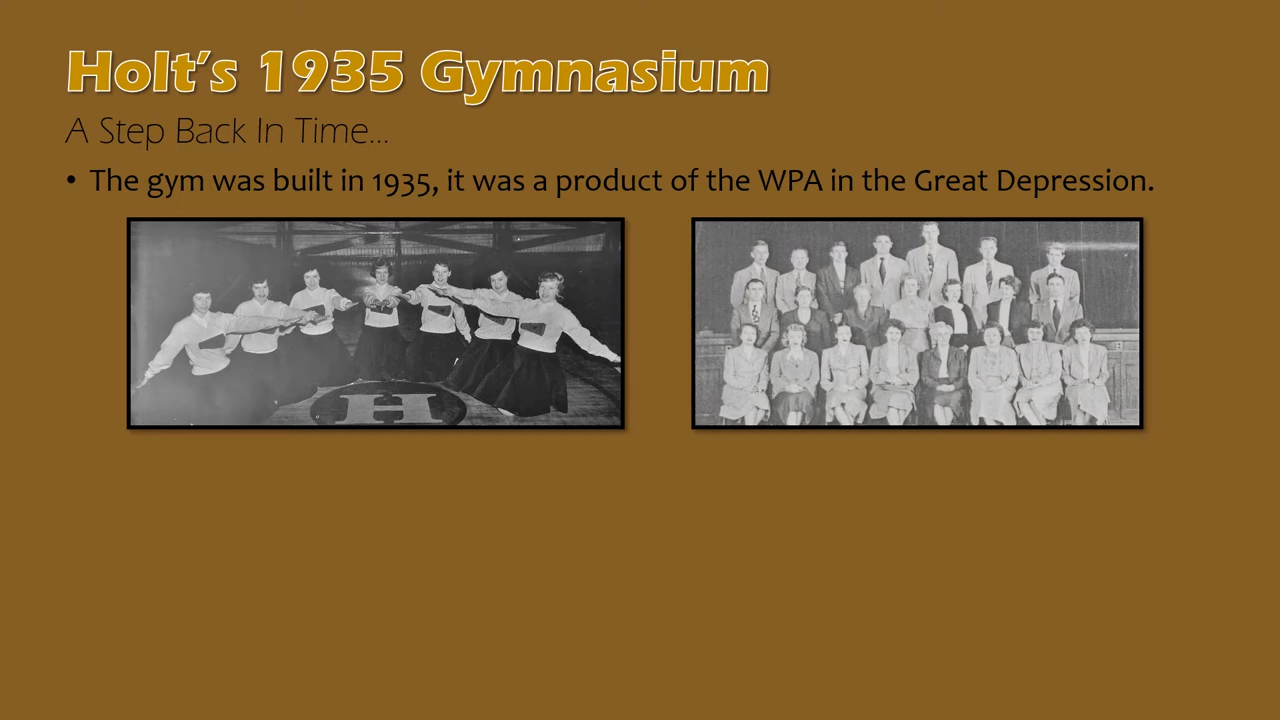 Holt's 1935 Gymnasium
A Step Back In Time...
• The gym was built in 1935, it was a product of the WPA in the Great Depression.
H